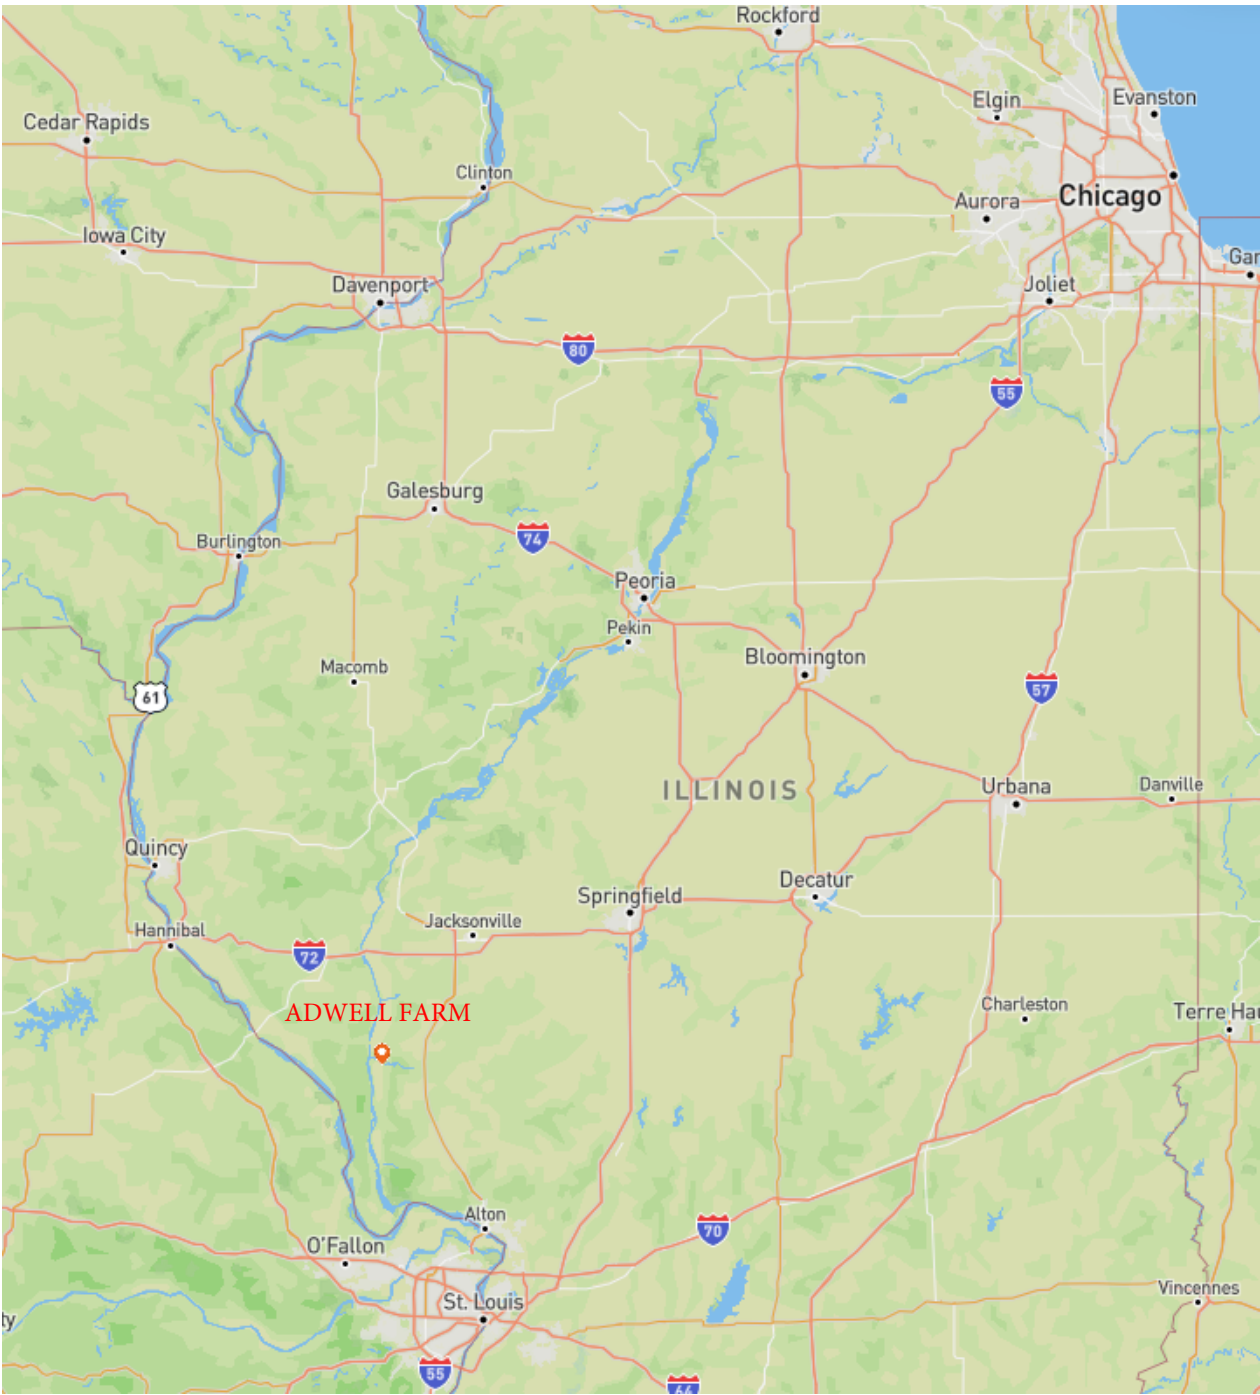 Rockford
Elgin
Evanston
Cedar Rapids
Clinton
Chicago
Aurora
Iowa City
Gar
Davenport
Joliet
80
55
Galesburg
74
Burlington
Peoria
Pekin
Macomb
Bloomington
61
57
ILLINOIS
Urbana
Danville
Quincy
Decatur
Springfield
Jacksonville
Hannibal
72
ADWELL FARM
Charleston
Terre Hau
Alton
70
O'Fallon
Vincennes
St. Louis
ty
55
64